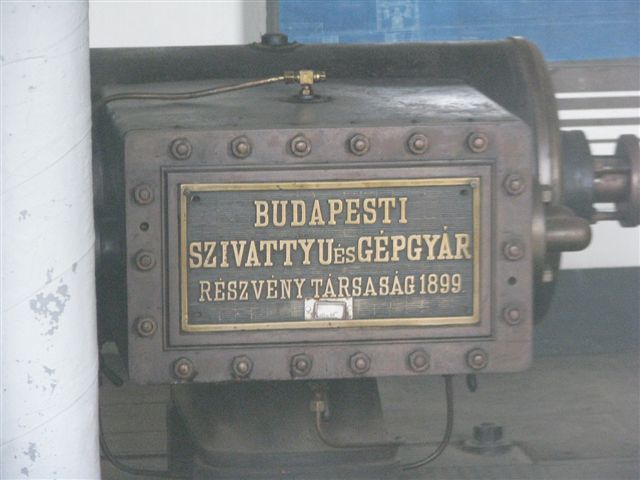 BUDAPESTI
SZIVATTYU és GÉPGYÁR
RÉSZVÉNY TÁRSASÁG 1899